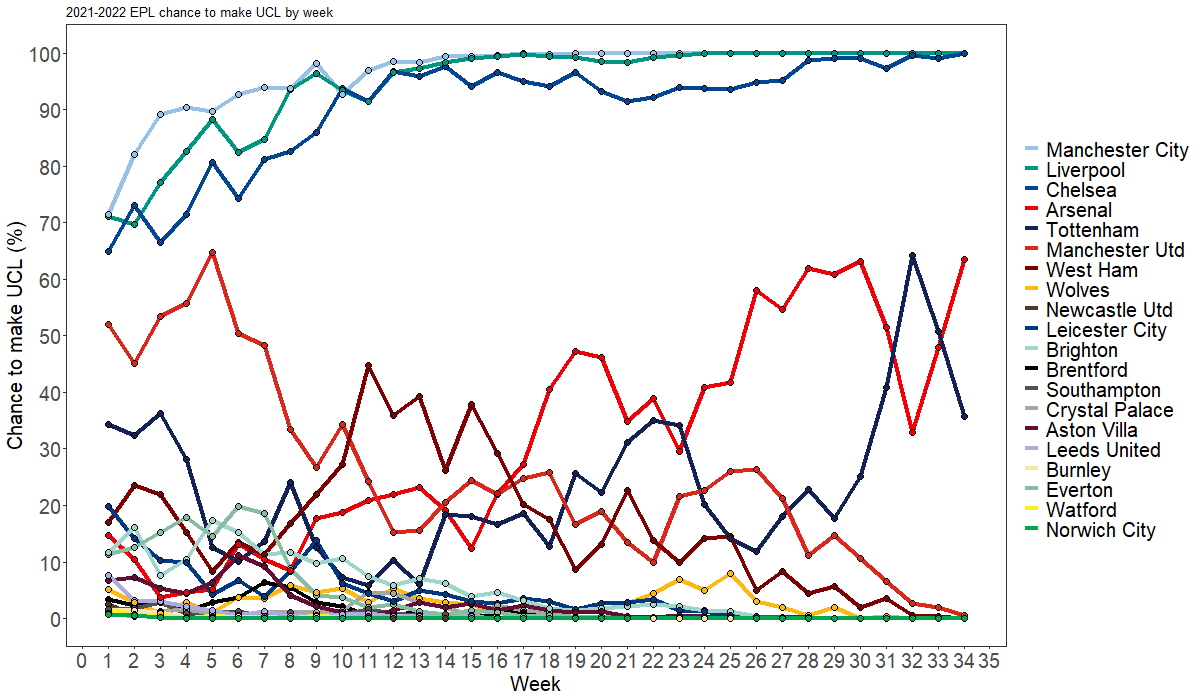 2021-2022 EPL chance to make UCL by week
Chance to make UCL (%)
100
90
80
70
60
50
40
30
20
10
0
0 1 2 3 4 5 6 7 8 9 10 11 12 13 14 15 16 17 18 19 20 21 22 23 24 25 26 27 28 29 30 31 32 33 34 35
Week
Manchester City
Liverpool
Chelsea
Arsenal
Tottenham
Manchester Utd
West Ham
Wolves
Newcastle Utd
Leicester City
Brighton
Brentford
Southampton
Crystal Palace
Aston Villa
Leeds United
Burnley
Everton
Watford
Norwich City